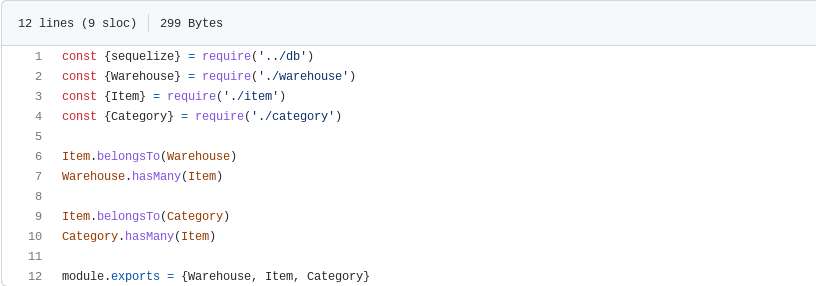 12 lines (9 sloc) 299 Bytes
1 const {sequelize} = require('../db')
2 const {Warehouse} = require('./warehouse')
3 const {Item} = require('./item')
4 const {Category} = require('./category')
5
6 Item.belongsTo(Warehouse)
7 Warehouse.hasMany(Item)
8
9 Item.belongsTo(Category)
10 Category.hasMany(Item)
11
12 module.exports = {Warehouse, Item, Category}